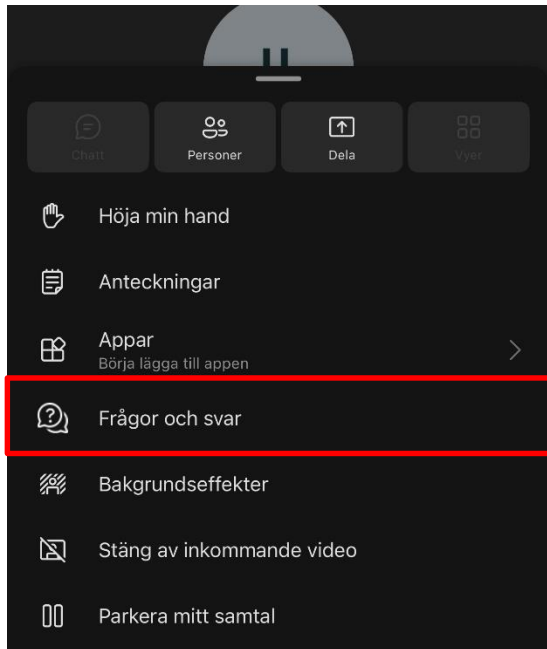 Chatt
Personer
Dela
Vyer
Höja min hand
Anteckningar
Appar
Börja lägga till appen
Frågor och svar
Bakgrundseffekter
Stäng av inkommande video
Parkera mitt samtal